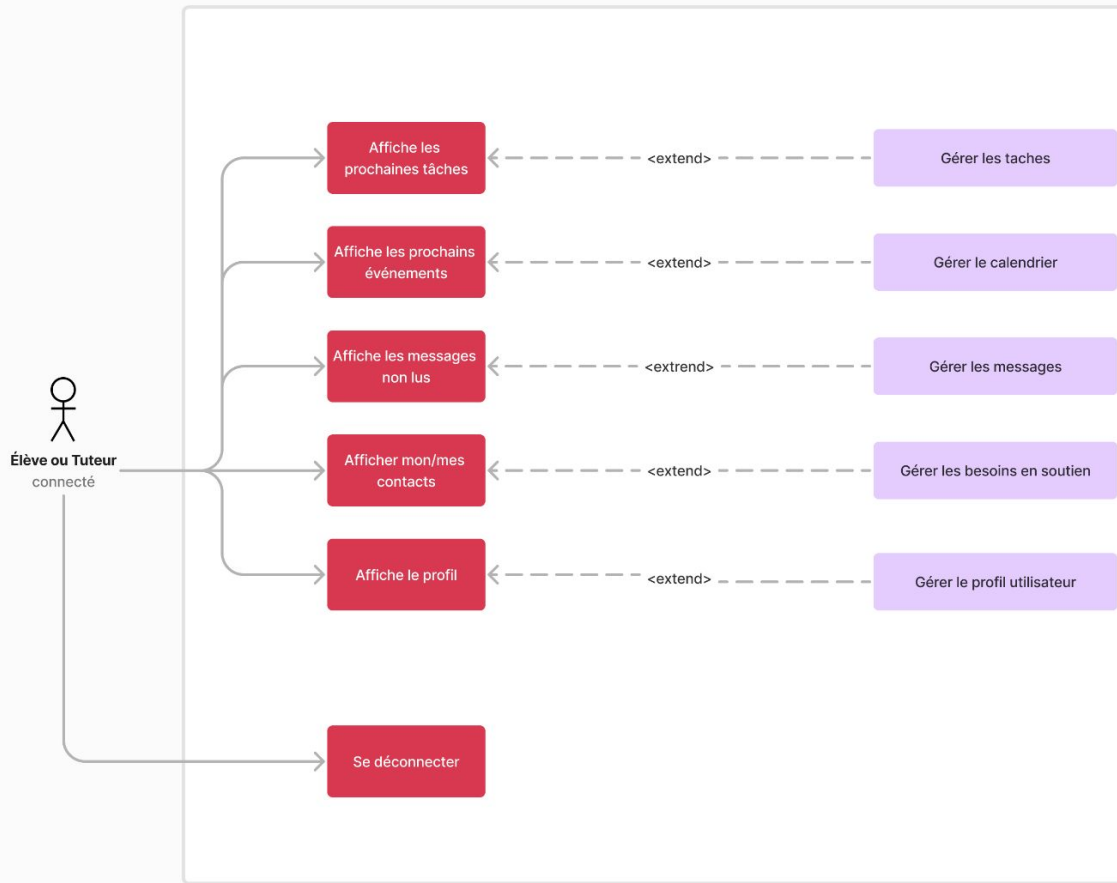 Affiche les
prochaines tâches
<extend>
Gérer les taches
Affiche les prochains
événements
<extend>
Gérer le calendrier
Affiche les messages
non lus
<extrend>
Gérer les messages
Élève ou Tuteur
connecté
Afficher mon/mes
contacts
<extend>
Gérer les besoins en soutien
Affiche le profil
<extend>
Gérer le profil utilisateur
Se déconnecter